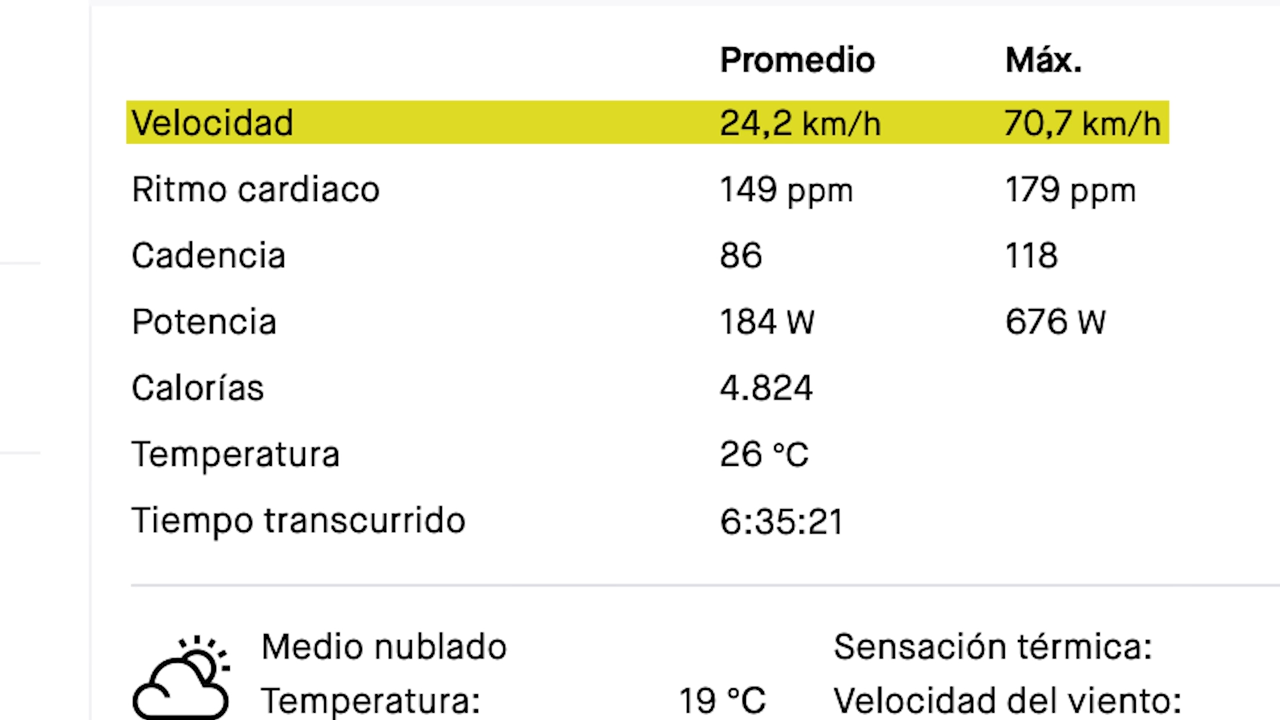 Promedio Máx.
Velocidad 24,2 km/h 70,7 km/h
Ritmo cardiaco 149 ppm 179 ppm
Cadencia 86 118
Potencia 184 W 676 W
Calorías 4.824
Temperatura 26 °C
Tiempo transcurrido 6:35:21
Medio nublado Sensación térmica:
Temperatura: 19 °C Velocidad del viento: